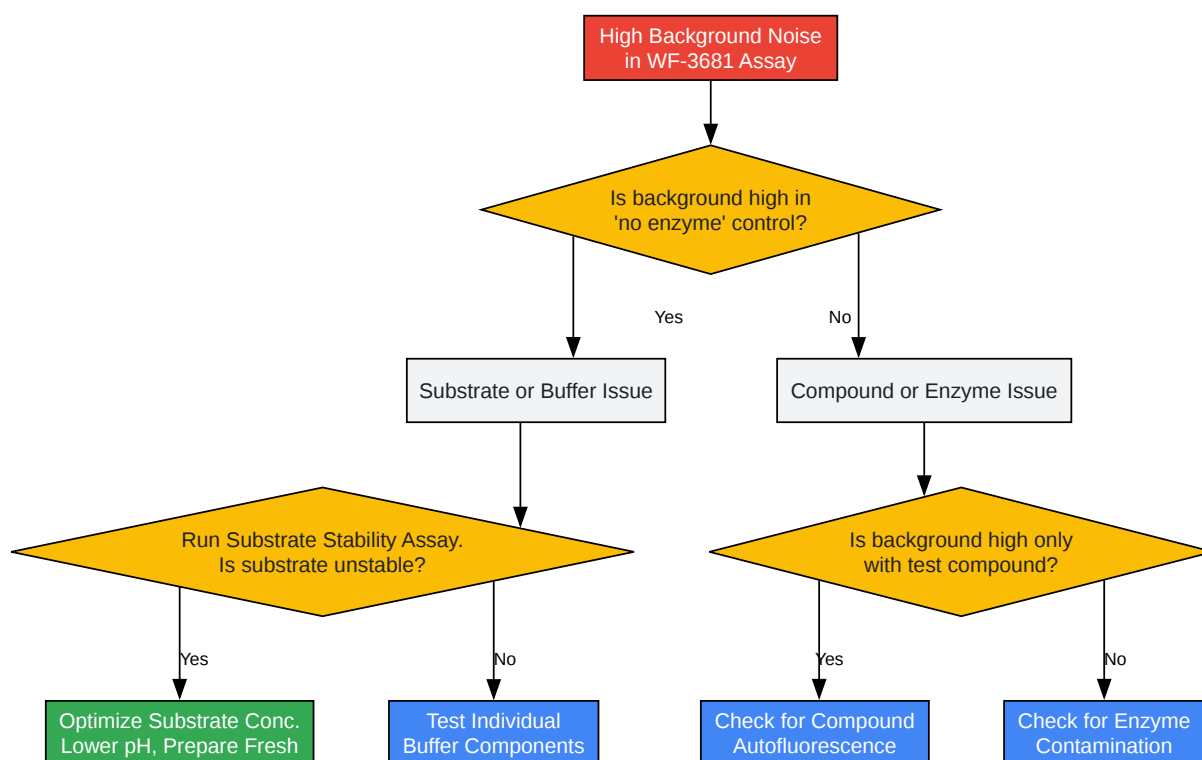 High Background Noise
in WF-3681 Assay
Is background high in
'no enzyme' control?
Yes
No
Substrate or Buffer Issue
Compound or Enzyme Issue
Run Substrate Stability Assay.
Is substrate unstable?
Is background high only
with test compound?
Yes
No
Yes
No
Optimize Substrate Conc.
Lower pH, Prepare Fresh
Test Individual
Buffer Components
Check for Compound
Autofluorescence
Check for Enzyme
Contamination